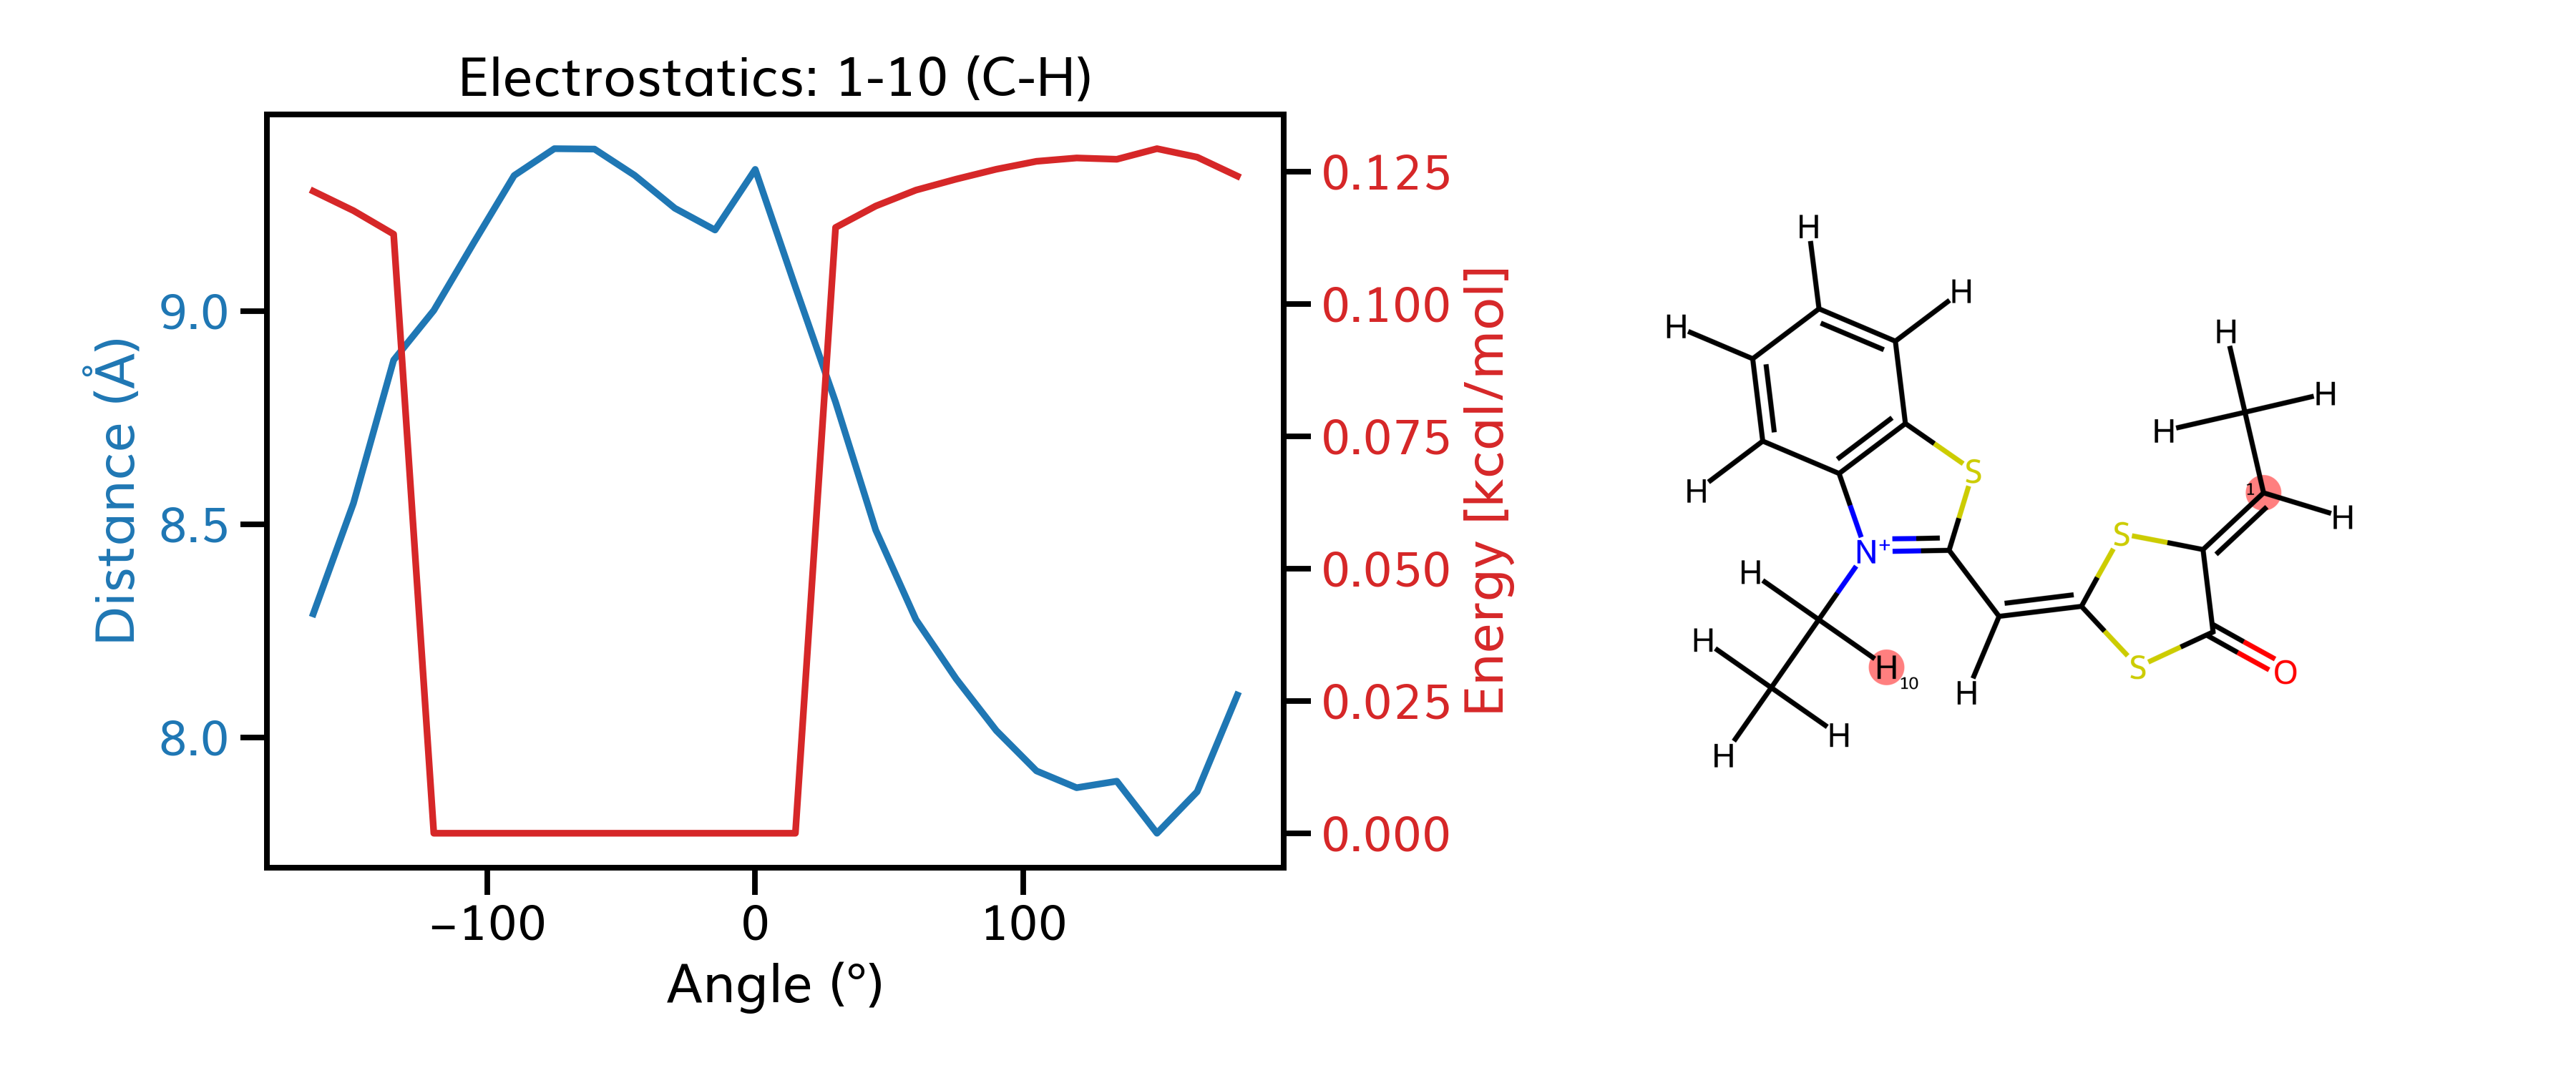 Electrostatics: 1-10 (C-H)
Distance (Å)
9.0
8.5
8.0
−100
0
100
Angle (°)
0.125
0.100
0.075
0.050
0.025
0.000
Energy [kcal/mol]
H
H
H
H
H
H
S
H
1
H
N+
S
H
H
H
10
H
S
O
H
H